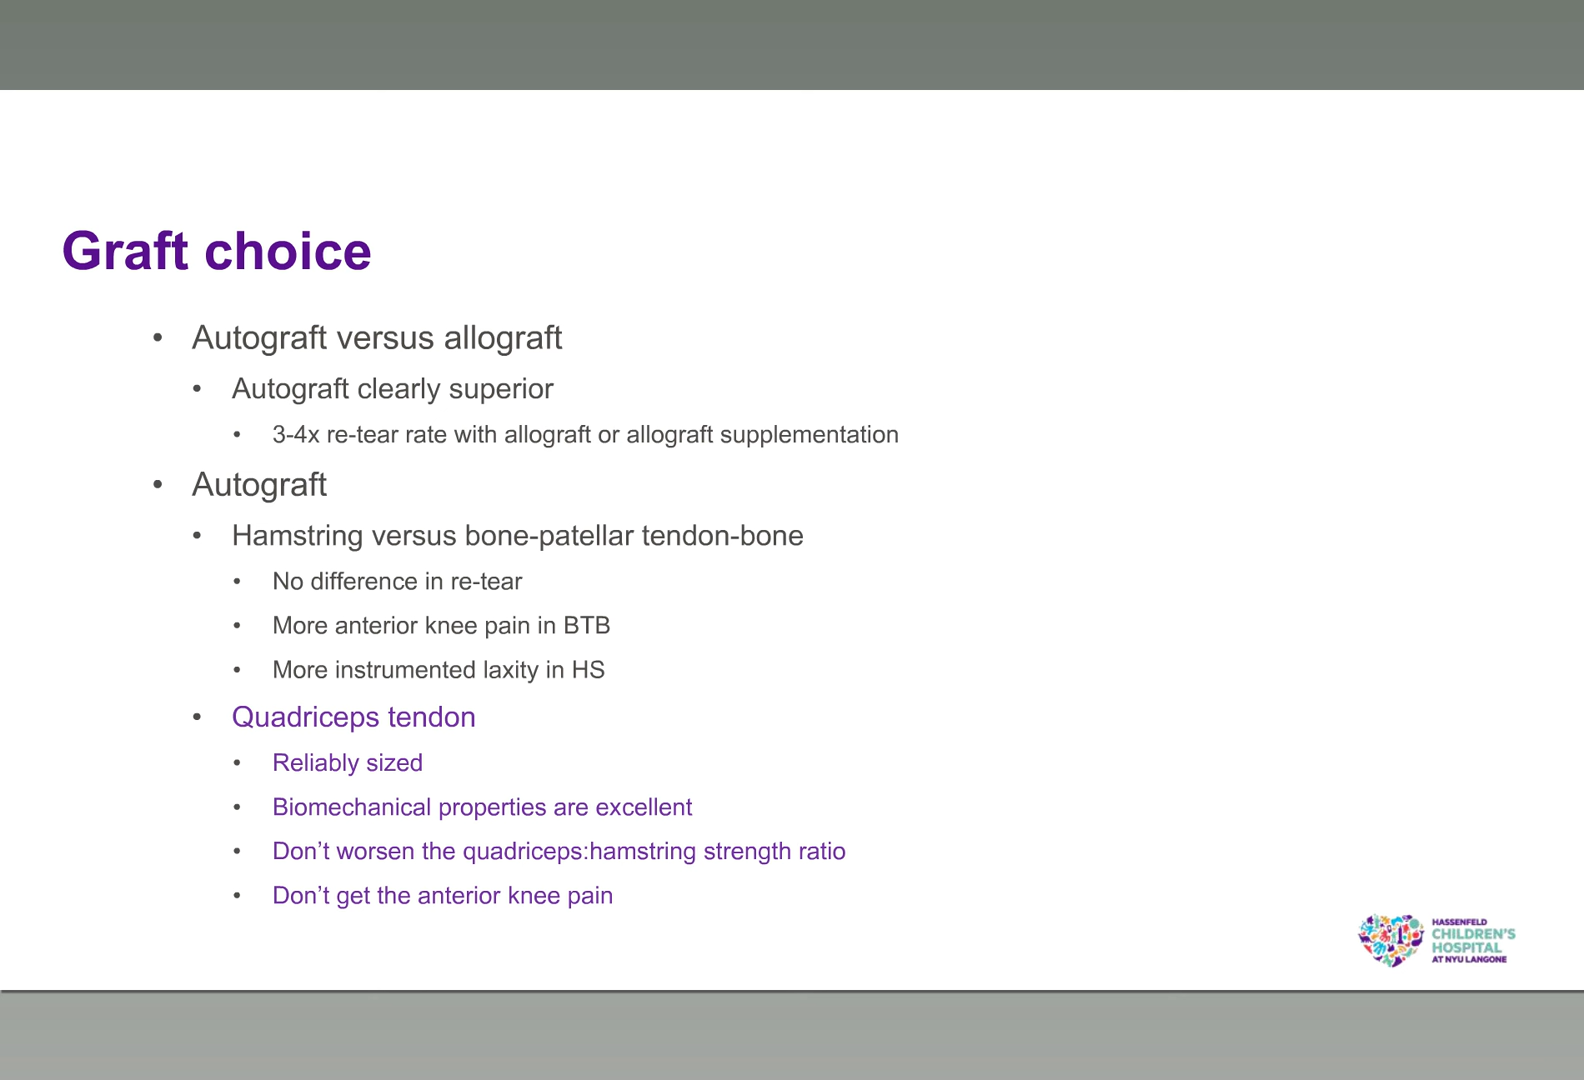 Graft choice
• Autograft versus allograft
• Autograft clearly superior
• 3-4x re-tear rate with allograft or allograft supplementation
• Autograft
• Hamstring versus bone-patellar tendon-bone
• No difference in re-tear
• More anterior knee pain in BTB
• More instrumented laxity in HS
• Quadriceps tendon
• Reliably sized
• Biomechanical properties are excellent
• Don’t worsen the quadriceps:hamstring strength ratio
• Don’t get the anterior knee pain
HASSENFELD
CHILDREN'S
HOSPITAL
AT NYU LANGONE